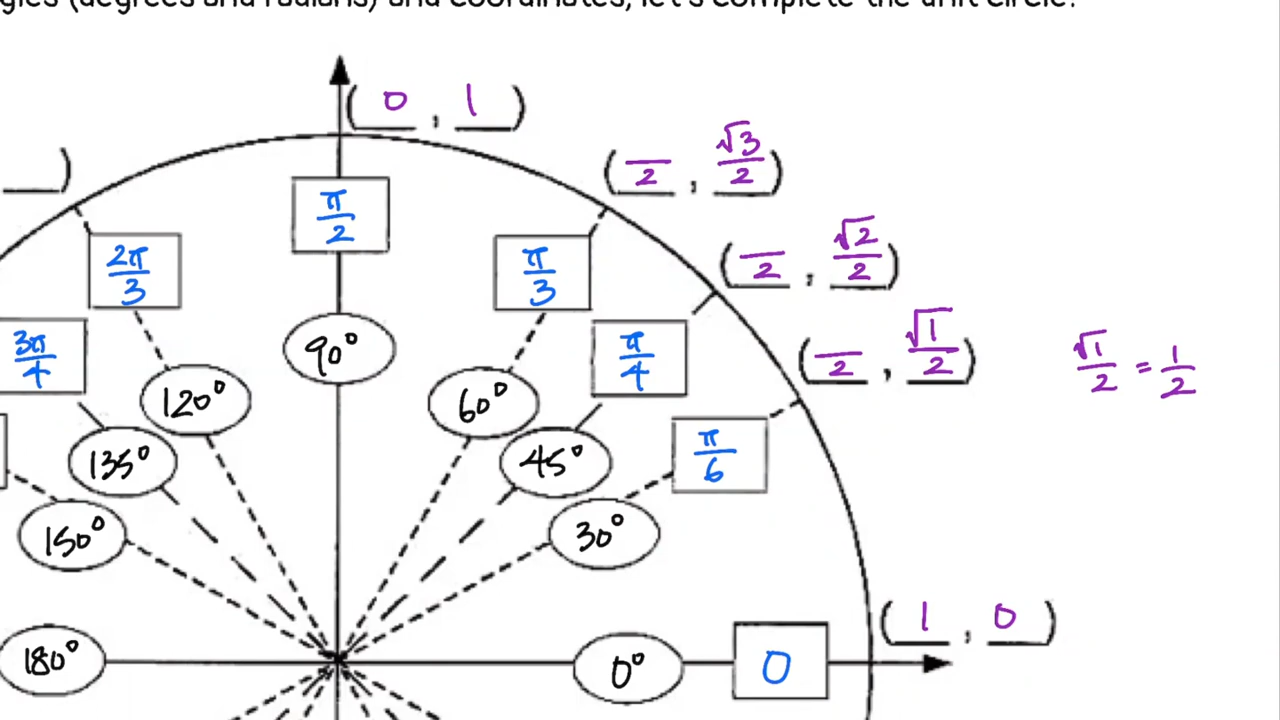 gles (degrees and radians) and coordinates, let's complete the unit circle!
( 0 , 1 )
( _/2 , √3/2 )
)
π/2
( _/2 , √2/2 )
2π/3
π/3
( _/2 , √1/2 )
√1/2 = 1/2
3π/4
90°
π/4
120°
60°
π/6
135°
45°
150°
30°
( 1 , 0 )
180°
0°
0